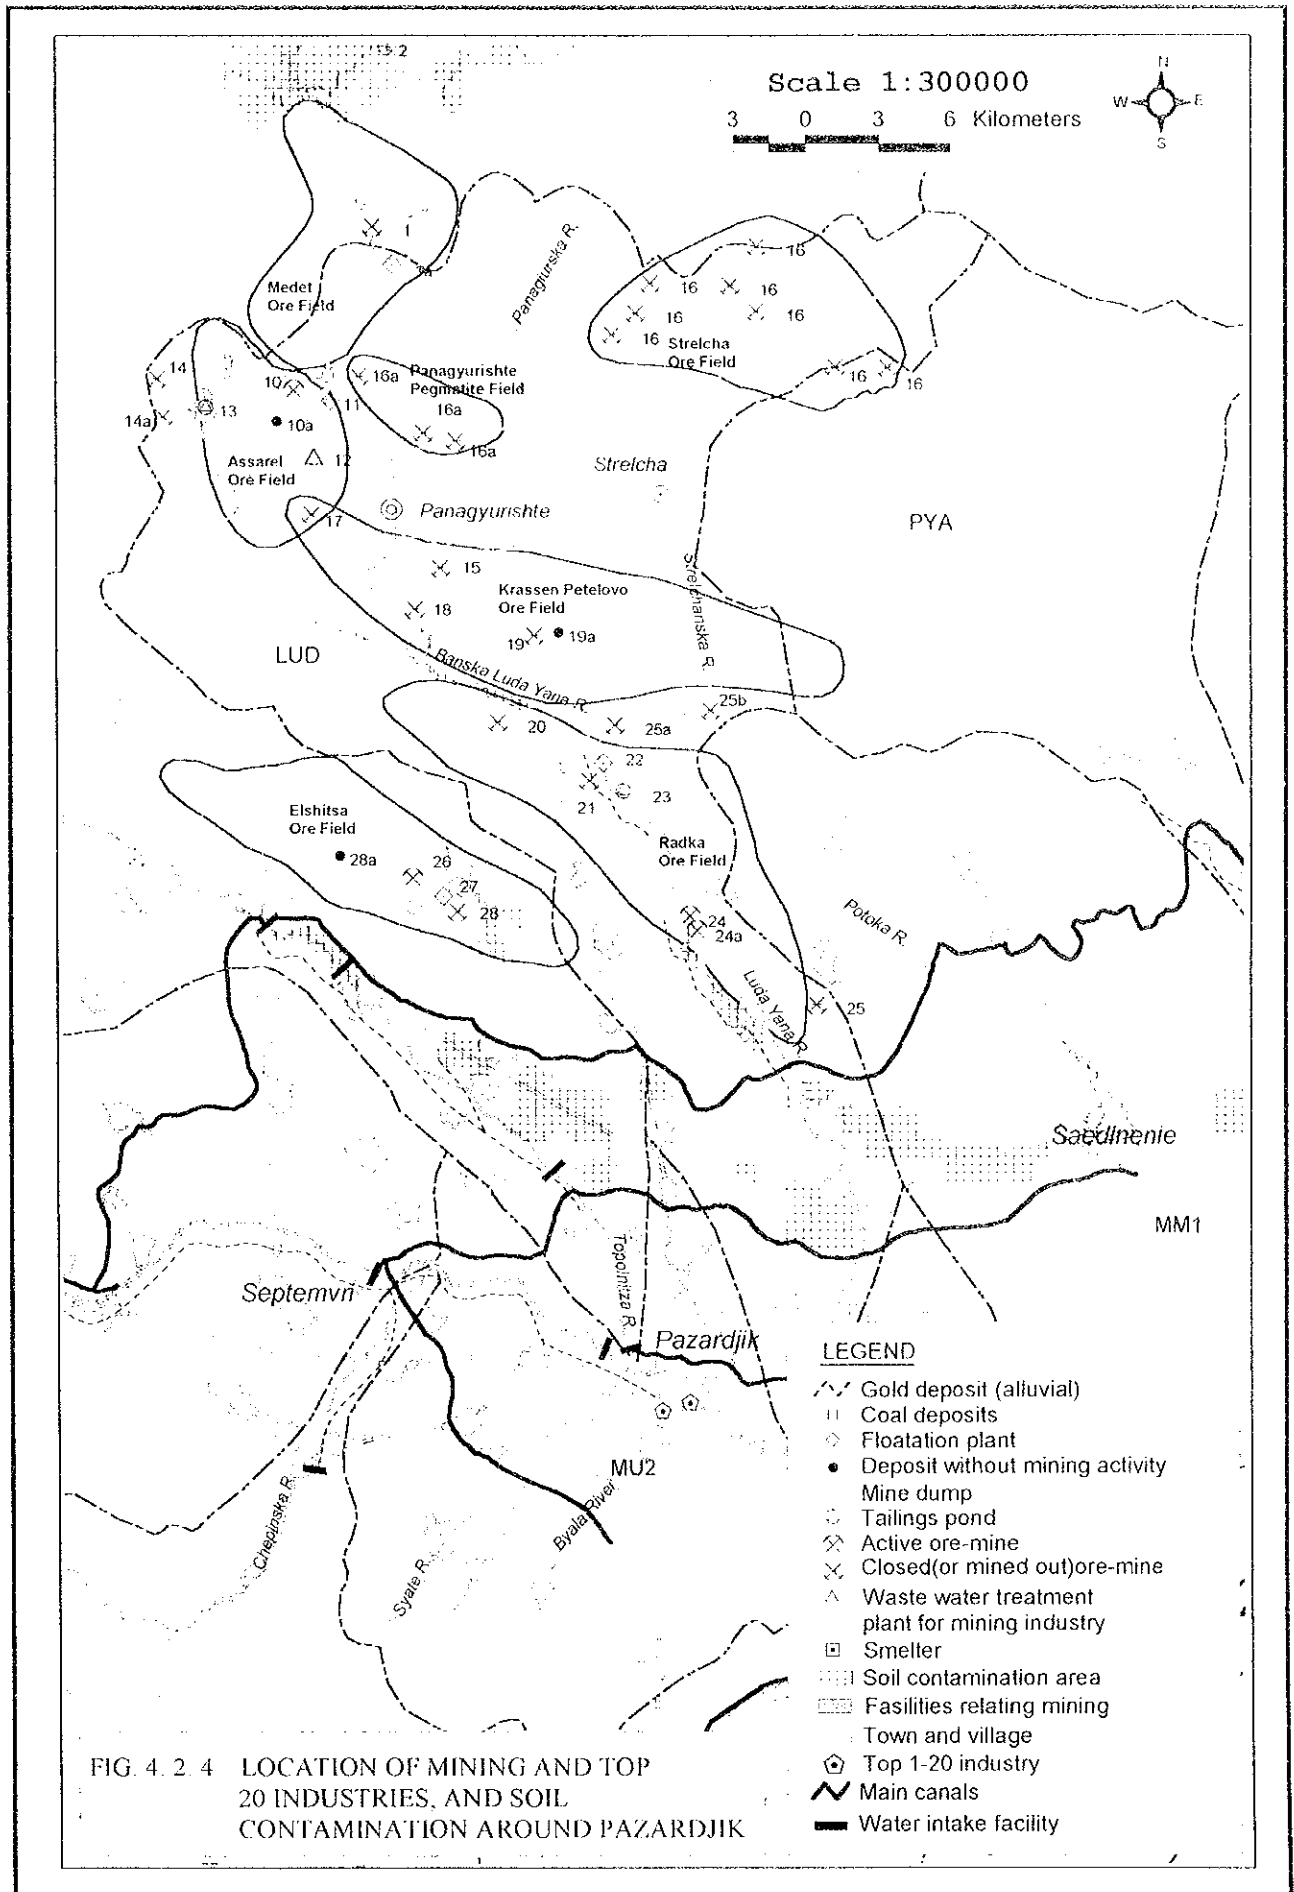 Scale 1:300000
3 0 3 6 Kilometers
N
W E
S
1
Medet
Ore Field
Panagiurska R.
16
16
16
16
16
16
Strelcha
Ore Field
16
16
14
14a
13
10
11
10a
12
Assarel
Ore Field
16a
Panagyurishte
Pegmatite Field
16a
16a
Strelcha
17
Panagyurishte
PYA
15
Krassen Petelovo
Ore Field
18
19
19a
Strelchanska R.
LUD
Banska Luda Yana R.
20
25a
25b
22
21
23
Elshitsa
Ore Field
28a
26
27
28
Radka
Ore Field
24
24a
Potoka R.
Luda Yana R.
25
Saedlnenie
MM1
Septemvri
Topolnitza R.
Pazardjik
MU2
Chepinska R.
Syate R.
Byala River
LEGEND
Gold deposit (alluvial)
Coal deposits
Floatation plant
Deposit without mining activity
Mine dump
Tailings pond
Active ore-mine
Closed(or mined out)ore-mine
Waste water treatment
plant for mining industry
Smelter
Soil contamination area
Fasilities relating mining
Town and village
Top 1-20 industry
Main canals
Water intake facility
FIG. 4. 2. 4 LOCATION OF MINING AND TOP
20 INDUSTRIES, AND SOIL
CONTAMINATION AROUND PAZARDJIK